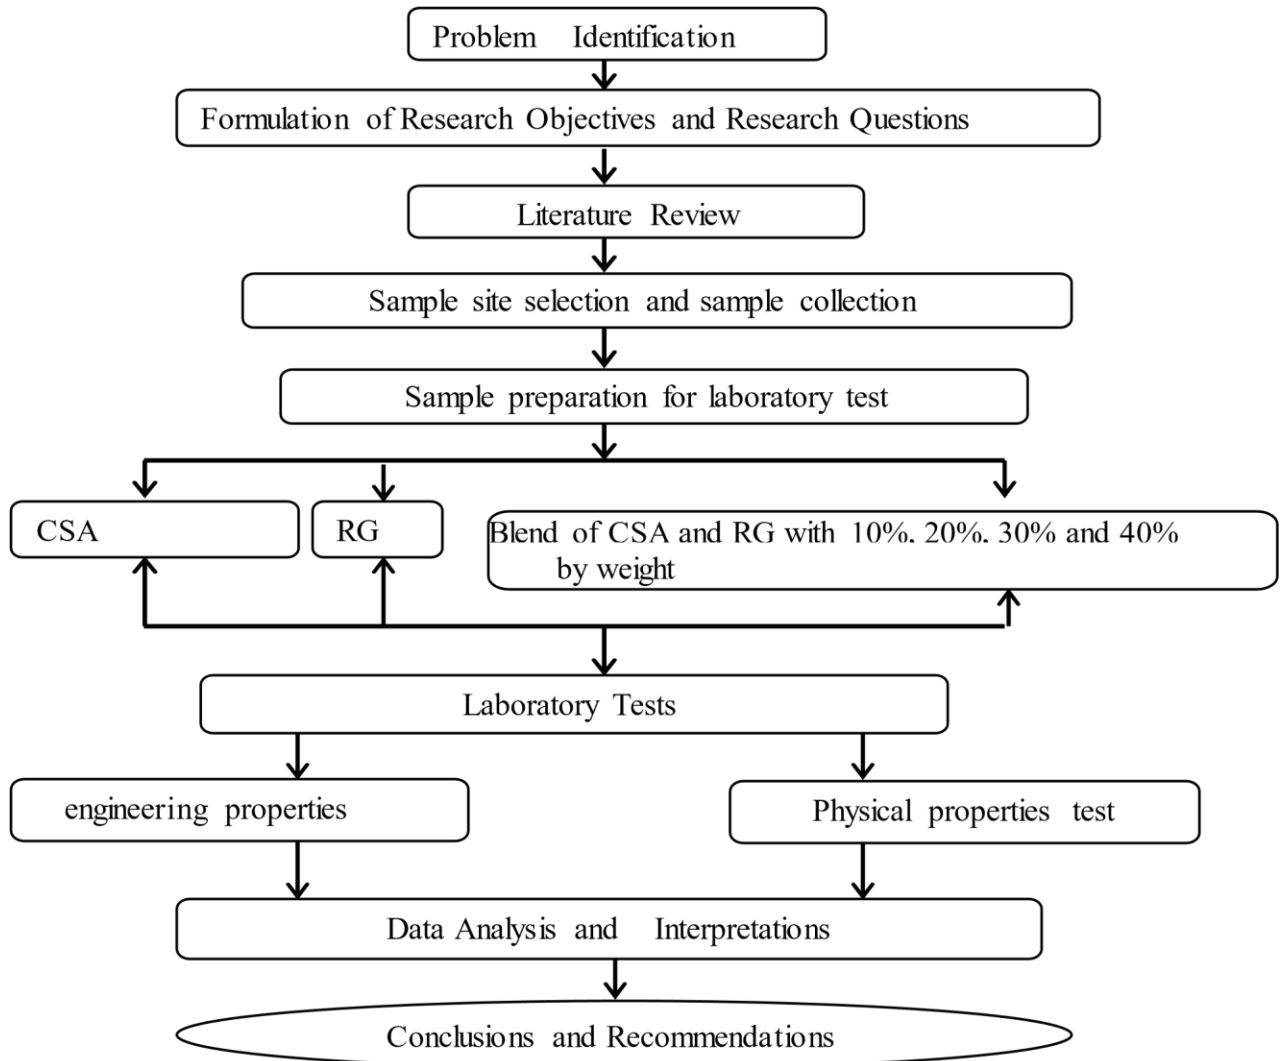 Problem Identification
Formulation of Research Objectives and Research Questions
Literature Review
Sample site selection and sample collection
Sample preparation for laboratory test
CSA
RG
Blend of CSA and RG with 10%, 20%, 30% and 40%
by weight
Laboratory Tests
engineering properties
Physical properties test
Data Analysis and Interpretations
Conclusions and Recommendations